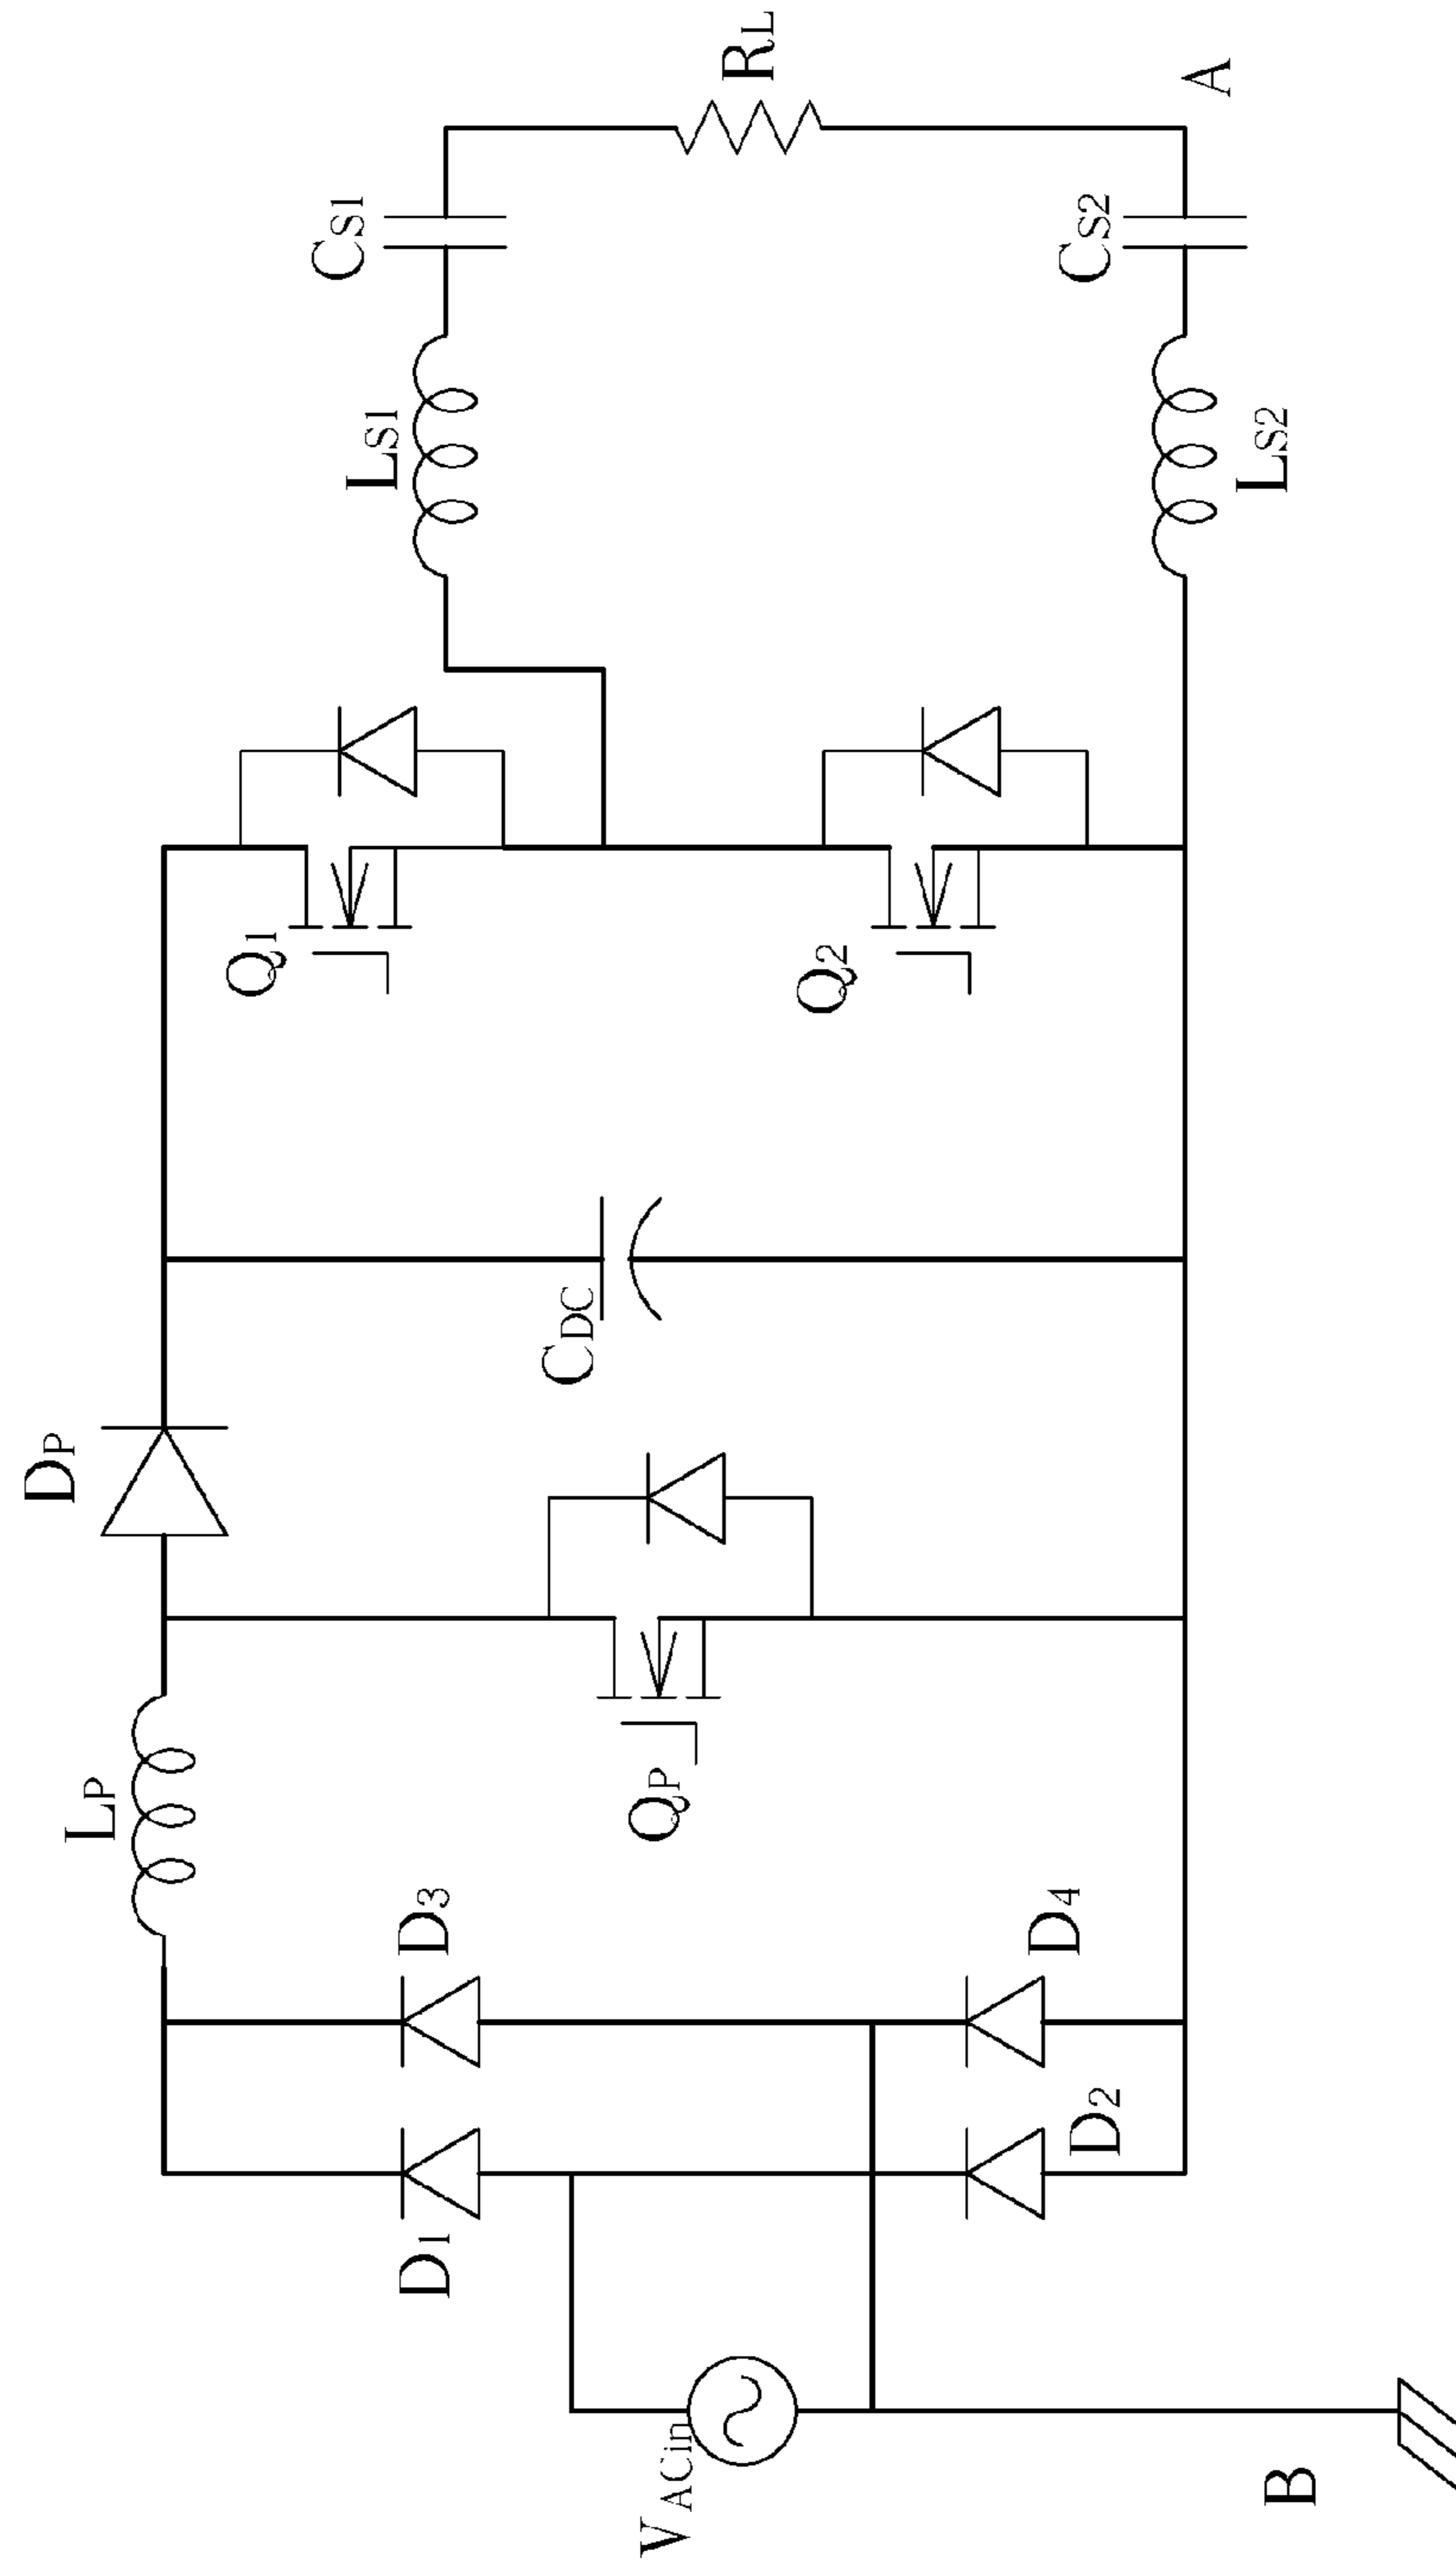 DP
LP
D1
D3
D2
D4
VACin
B
QP
CDC
Q1
Q2
LS1
CS1
LS2
CS2
RL
A